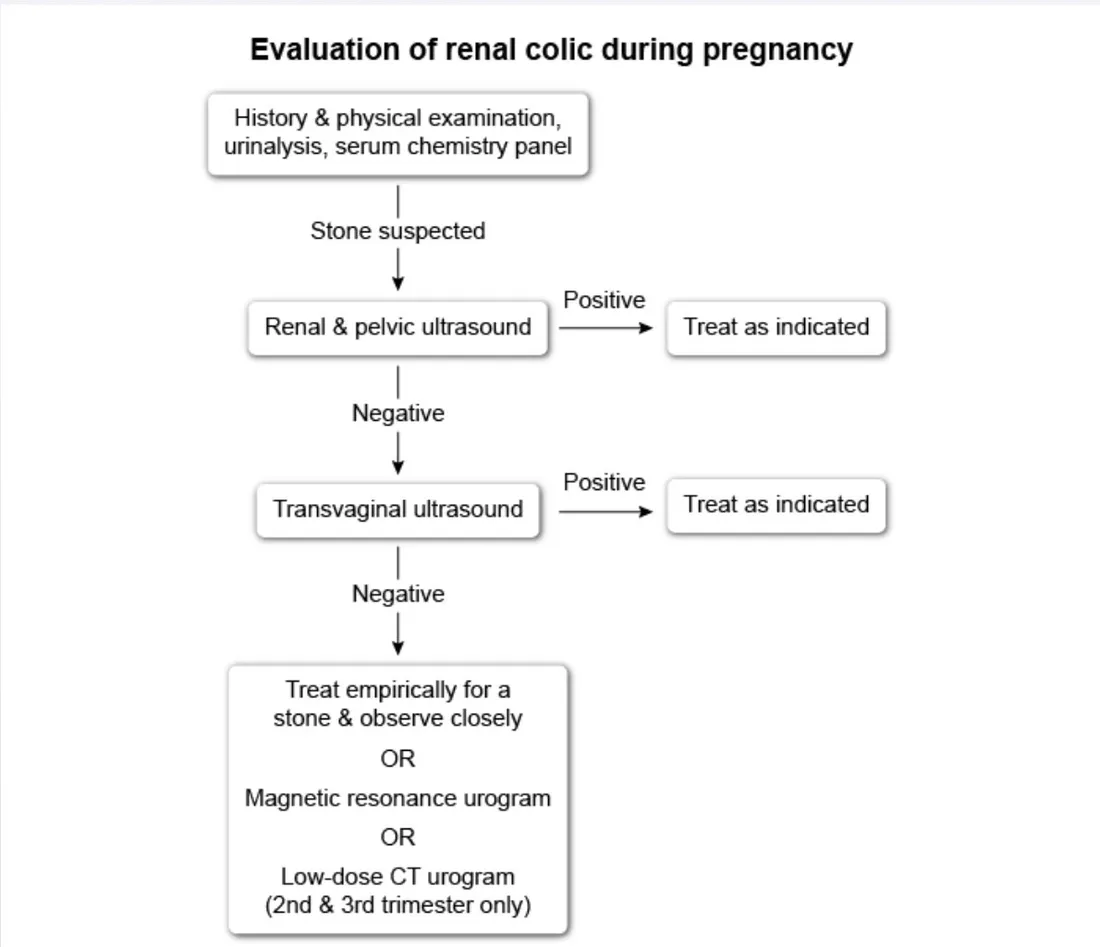 Evaluation of renal colic during pregnancy
History & physical examination,
urinalysis, serum chemistry panel
Stone suspected
Renal & pelvic ultrasound
Positive
Treat as indicated
Negative
Transvaginal ultrasound
Positive
Treat as indicated
Negative
Treat empirically for a
stone & observe closely
OR
Magnetic resonance urogram
OR
Low-dose CT urogram
(2nd & 3rd trimester only)